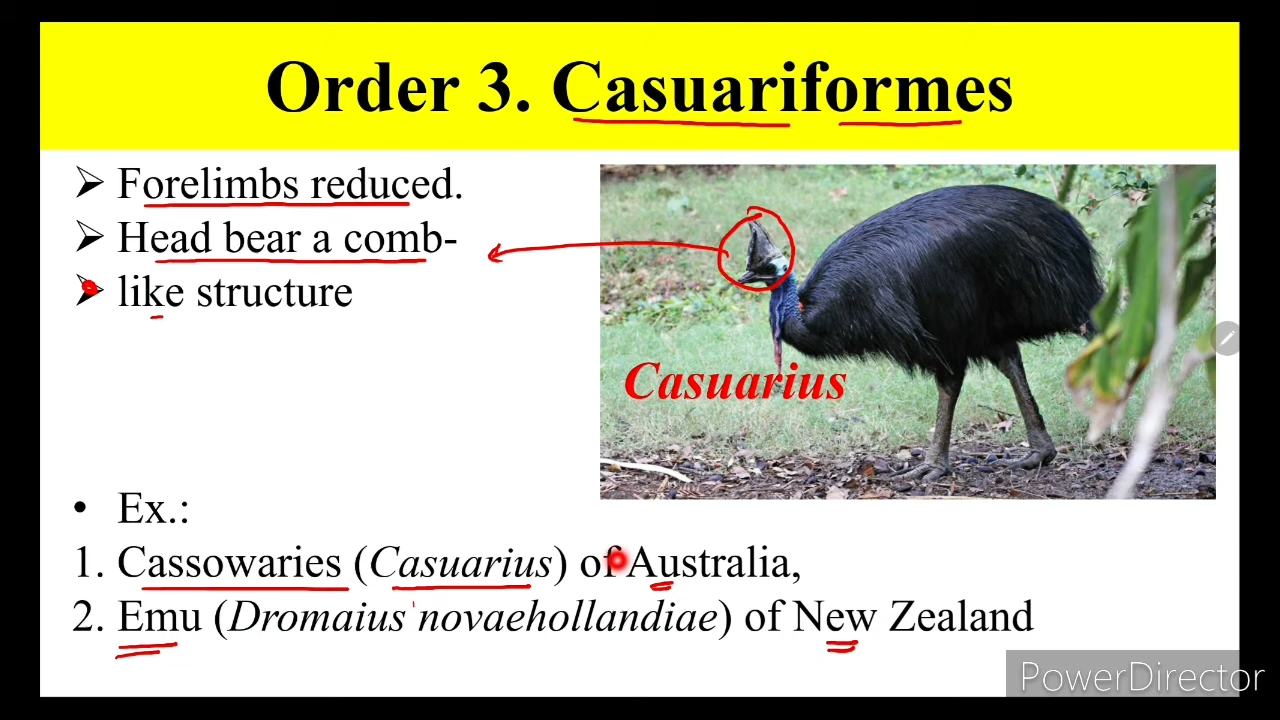 Order 3. Casuariformes
➢ Forelimbs reduced.
➢ Head bear a comb-
➢ like structure
Casuarius
• Ex.:
1. Cassowaries (Casuarius) of Australia,
2. Emu (Dromaius novaehollandiae) of New Zealand
PowerDirector